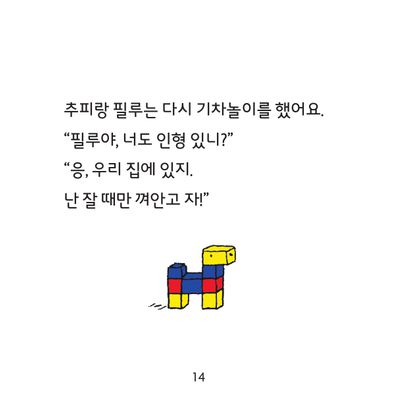 추피랑 필루는 다시 기차놀이를 했어요.
“필루야, 너도 인형 있니?”
“응, 우리 집에 있지.
난 잘 때만 껴안고 자!”
14